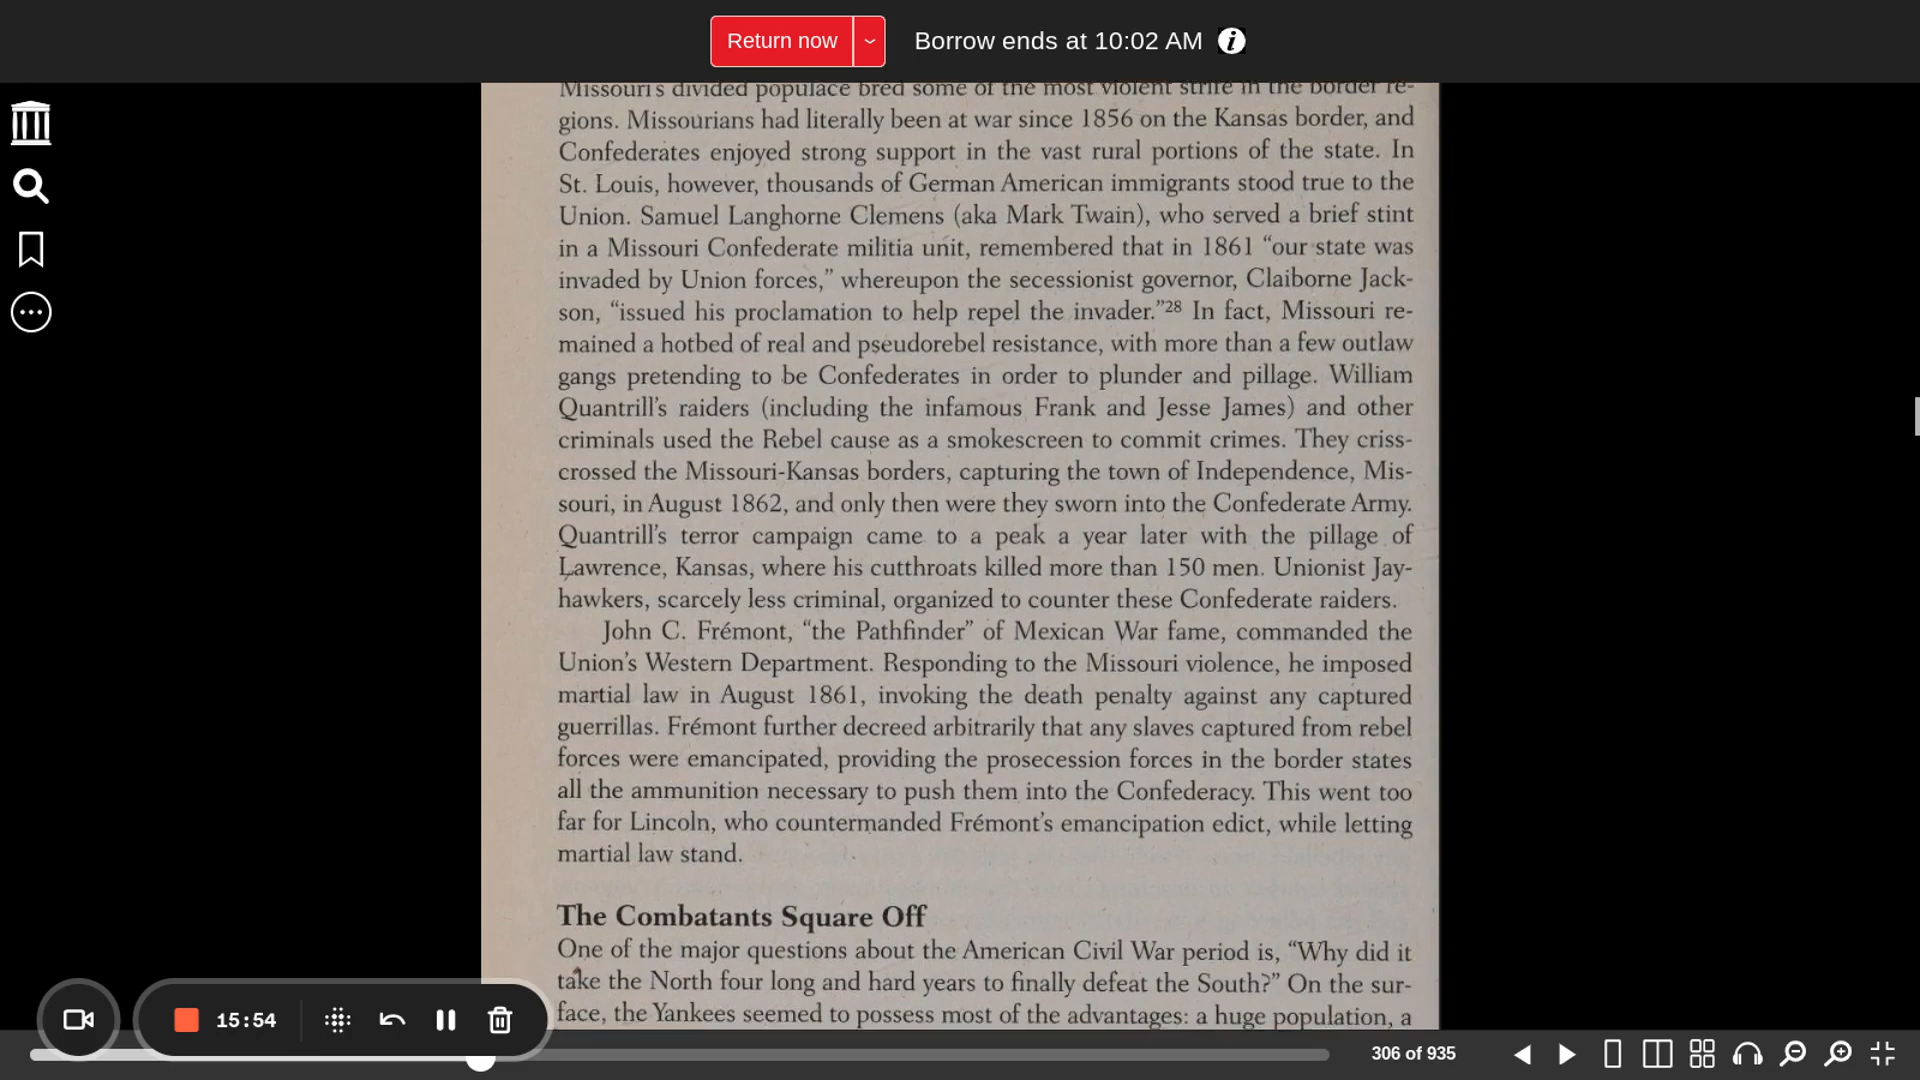 Return now
Borrow ends at 10:02 AM
Missouri's divided populace bred some of the most violent strife in the border re-
gions. Missourians had literally been at war since 1856 on the Kansas border, and
Confederates enjoyed strong support in the vast rural portions of the state. In
St. Louis, however, thousands of German American immigrants stood true to the
Union. Samuel Langhorne Clemens (aka Mark Twain), who served a brief stint
in a Missouri Confederate militia unit, remembered that in 1861 “our state was
invaded by Union forces,” whereupon the secessionist governor, Claiborne Jack-
son, “issued his proclamation to help repel the invader.”28 In fact, Missouri re-
mained a hotbed of real and pseudorebel resistance, with more than a few outlaw
gangs pretending to be Confederates in order to plunder and pillage. William
Quantrill’s raiders (including the infamous Frank and Jesse James) and other
criminals used the Rebel cause as a smokescreen to commit crimes. They criss-
crossed the Missouri-Kansas borders, capturing the town of Independence, Mis-
souri, in August 1862, and only then were they sworn into the Confederate Army.
Quantrill’s terror campaign came to a peak a year later with the pillage of
Lawrence, Kansas, where his cutthroats killed more than 150 men. Unionist Jay-
hawkers, scarcely less criminal, organized to counter these Confederate raiders.
John C. Frémont, “the Pathfinder” of Mexican War fame, commanded the
Union’s Western Department. Responding to the Missouri violence, he imposed
martial law in August 1861, invoking the death penalty against any captured
guerrillas. Frémont further decreed arbitrarily that any slaves captured from rebel
forces were emancipated, providing the prosecession forces in the border states
all the ammunition necessary to push them into the Confederacy. This went too
far for Lincoln, who countermanded Frémont’s emancipation edict, while letting
martial law stand.
The Combatants Square Off
One of the major questions about the American Civil War period is, “Why did it
take the North four long and hard years to finally defeat the South?” On the sur-
face, the Yankees seemed to possess most of the advantages: a huge population, a
15:54
306 of 935